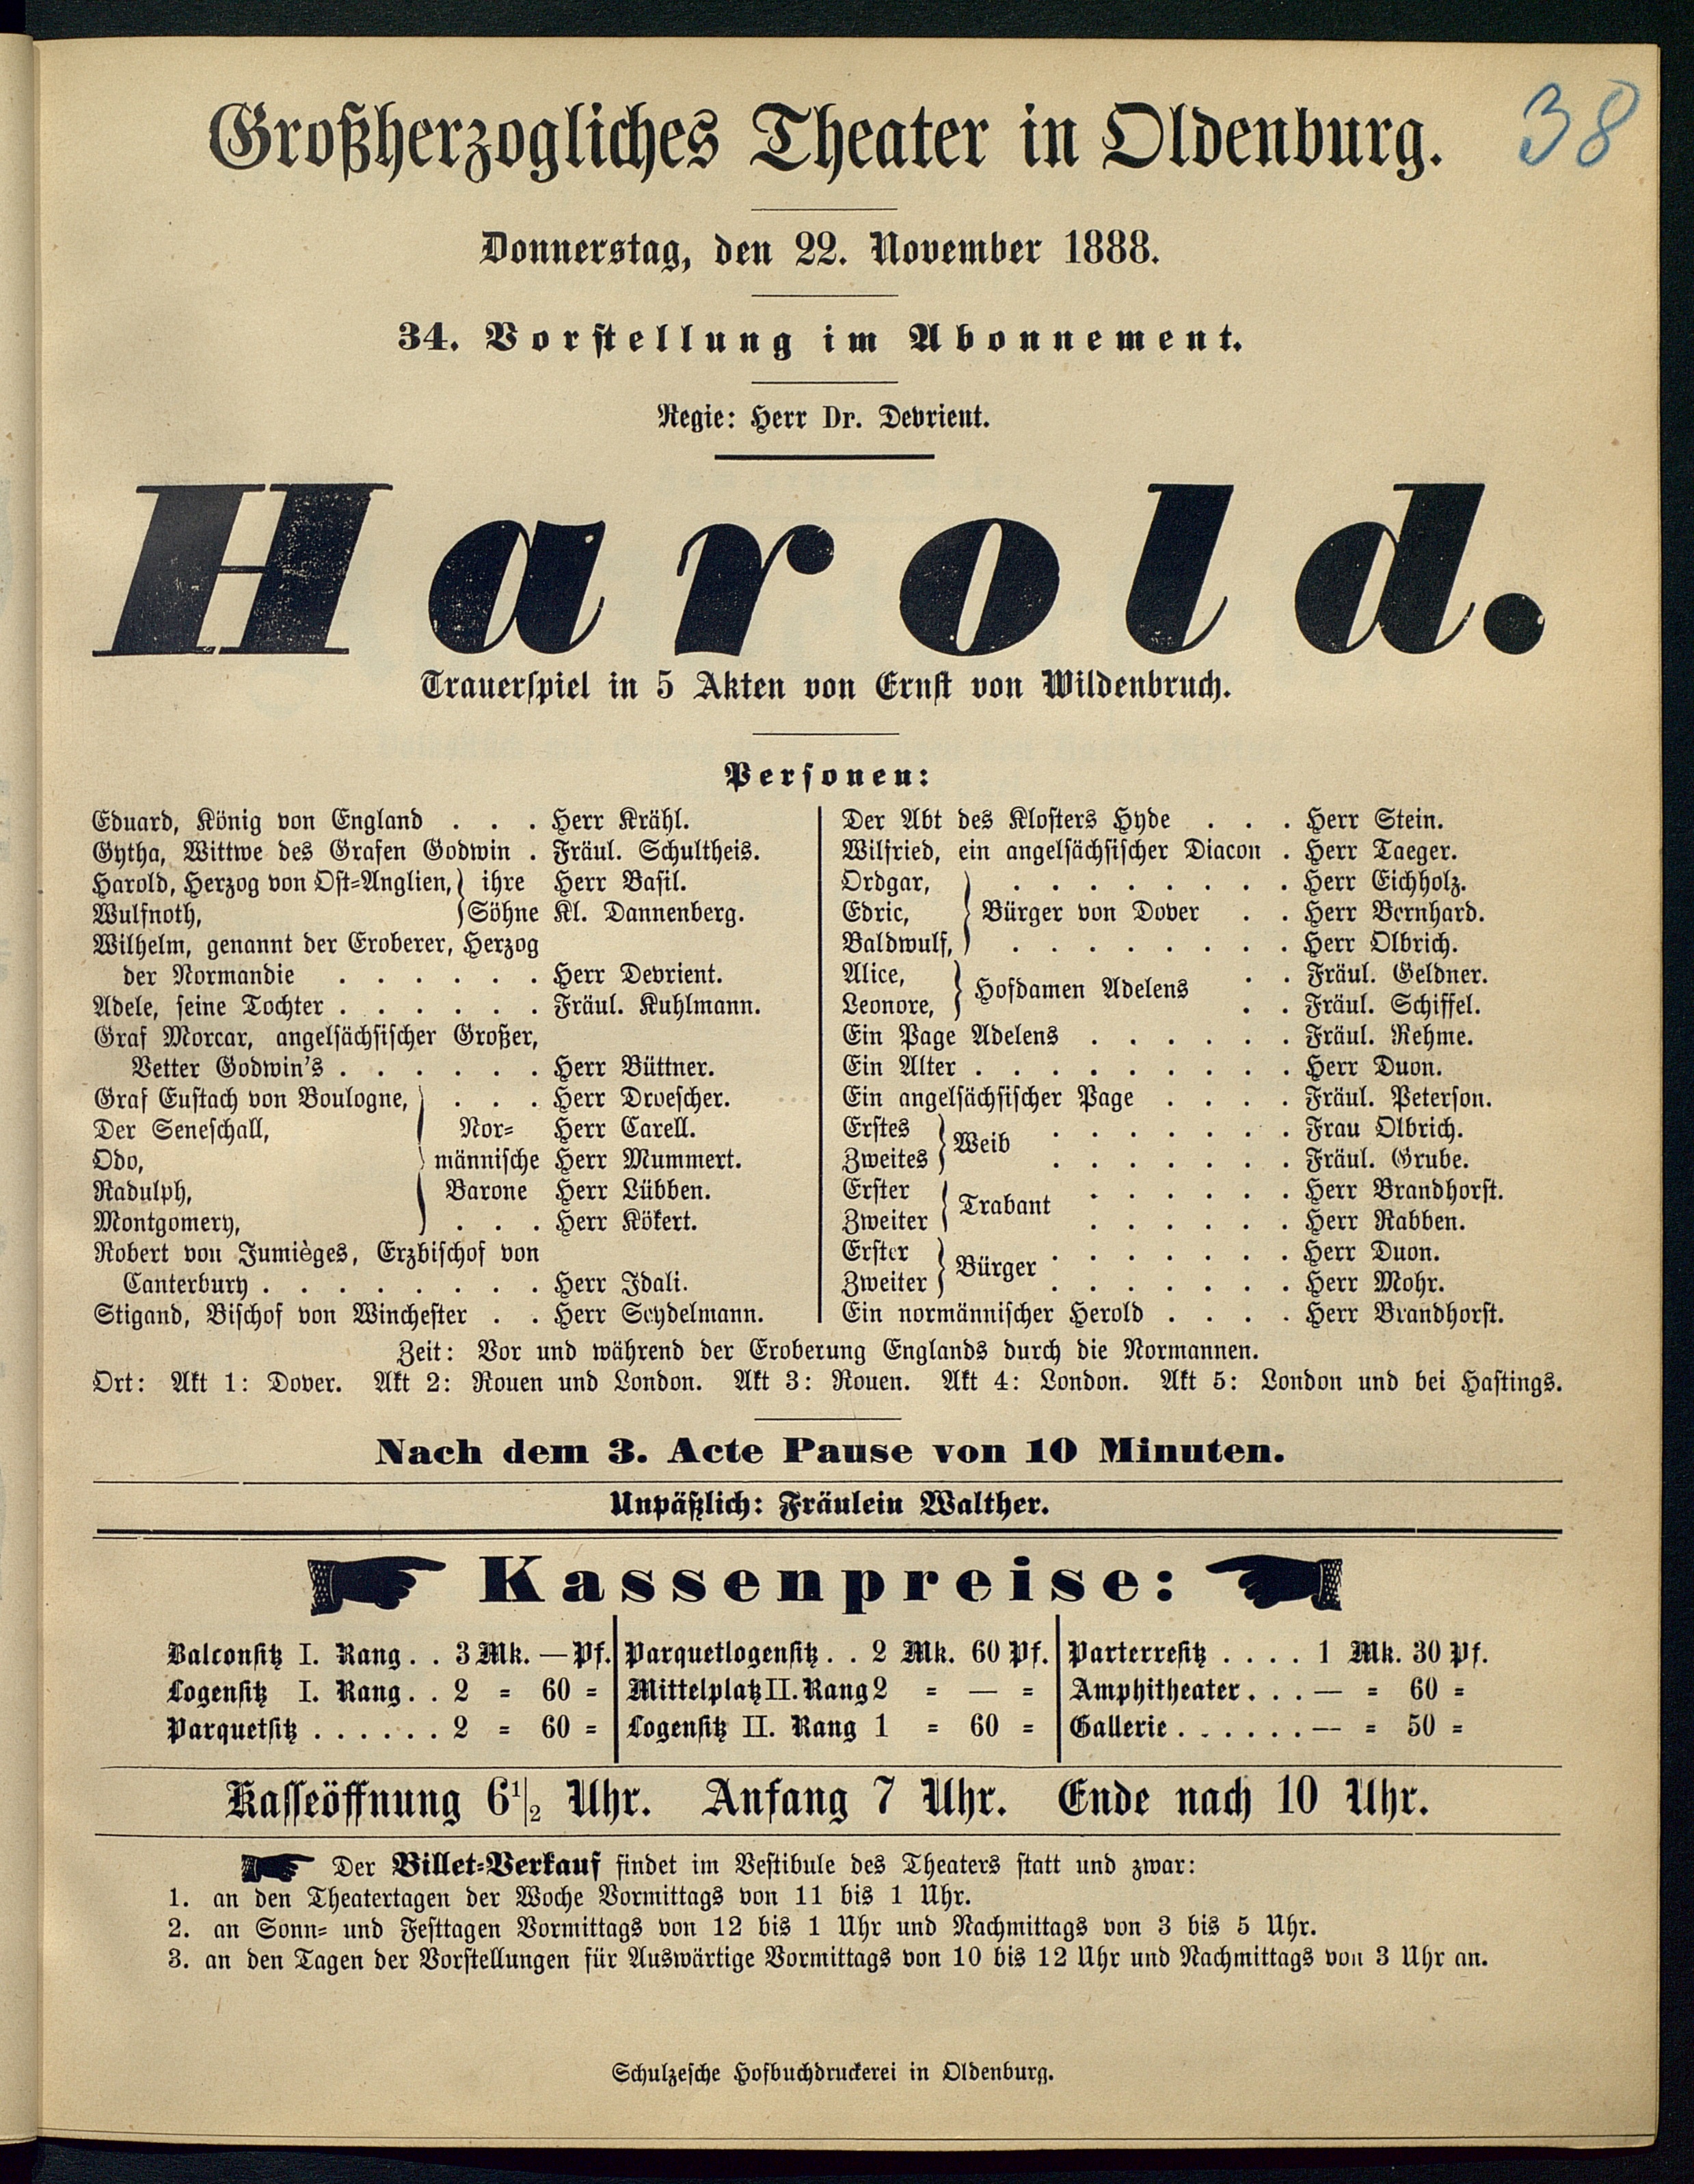 Großherzogliches Theater in Oldenburg.
38
Donnerstag, den 22. November 1888.
34. Vorstellung im Abonnement.
Regie: Herr Dr. Devrient.
Harold.
Trauerspiel in 5 Akten von Ernst von Wildenbruch.
Personen:
Eduard, König von England . . . Herr Krähl.
Gytha, Wittwe des Grafen Godwin . Fräul. Schultheis.
Harold, Herzog von Ost-Anglien, } ihre Herr Basil.
Wulfnoth, } Söhne Kl. Dannenberg.
Wilhelm, genannt der Eroberer, Herzog
der Normandie . . . . . . Herr Devrient.
Adele, seine Tochter . . . . . . Fräul. Kuhlmann.
Graf Morcar, angelsächsischer Großer,
Vetter Godwin's . . . . . . Herr Büttner.
Graf Eustach von Boulogne, } . . . Herr Droescher.
Der Seneschall, } Nor- Herr Carell.
Odo, } männische Herr Mummert.
Radulph, } Barone Herr Lübben.
Montgomery, } . . . Herr Kökert.
Robert von Jumièges, Erzbischof von
Canterbury . . . . . . . . Herr Idali.
Stigand, Bischof von Winchester . . Herr Seydelmann.
Der Abt des Klosters Hyde . . . Herr Stein.
Wilfried, ein angelsächsischer Diacon . Herr Taeger.
Ordgar, } . . . . . . . . Herr Eichholz.
Edric, } Bürger von Dover . . Herr Bernhard.
Baldwulf, } . . . . . . . . Herr Olbrich.
Alice, } Hofdamen Adelens . . Fräul. Geldner.
Leonore, } . . Fräul. Schiffel.
Ein Page Adelens . . . . . . Fräul. Rehme.
Ein Alter . . . . . . . . . Herr Duon.
Ein angelsächsischer Page . . . . Fräul. Peterson.
Erstes } Weib . . . . . . . Frau Olbrich.
Zweites } . . . . . . . Fräul. Grube.
Erster } Trabant . . . . . . Herr Brandhorst.
Zweiter } . . . . . . Herr Rabben.
Erster } Bürger . . . . . . . Herr Duon.
Zweiter } . . . . . . . Herr Mohr.
Ein normännischer Herold . . . . Herr Brandhorst.
Zeit: Vor und während der Eroberung Englands durch die Normannen.
Ort: Akt 1: Dover. Akt 2: Rouen und London. Akt 3: Rouen. Akt 4: London. Akt 5: London und bei Hastings.
Nach dem 3. Acte Pause von 10 Minuten.
Unpäßlich: Fräulein Walther.
Kassenpreise:
Balconsitz I. Rang . . 3 Mk. — Pf.
Logensitz I. Rang . . 2 = 60 =
Parquetsitz . . . . . . 2 = 60 =
Parquetlogensitz . . 2 Mk. 60 Pf.
Mittelplatz II. Rang 2 = — =
Logensitz II. Rang 1 = 60 =
Parterresitz . . . . 1 Mk. 30 Pf.
Amphitheater . . . — = 60 =
Gallerie . . . . . . — = 50 =
Kasseöffnung 6 1/2 Uhr. Anfang 7 Uhr. Ende nach 10 Uhr.
Der Billet-Verkauf findet im Vestibule des Theaters statt und zwar:
1. an den Theatertagen der Woche Vormittags von 11 bis 1 Uhr.
2. an Sonn- und Festtagen Vormittags von 12 bis 1 Uhr und Nachmittags von 3 bis 5 Uhr.
3. an den Tagen der Vorstellungen für Auswärtige Vormittags von 10 bis 12 Uhr und Nachmittags von 3 Uhr an.
Schulzesche Hofbuchdruckerei in Oldenburg.